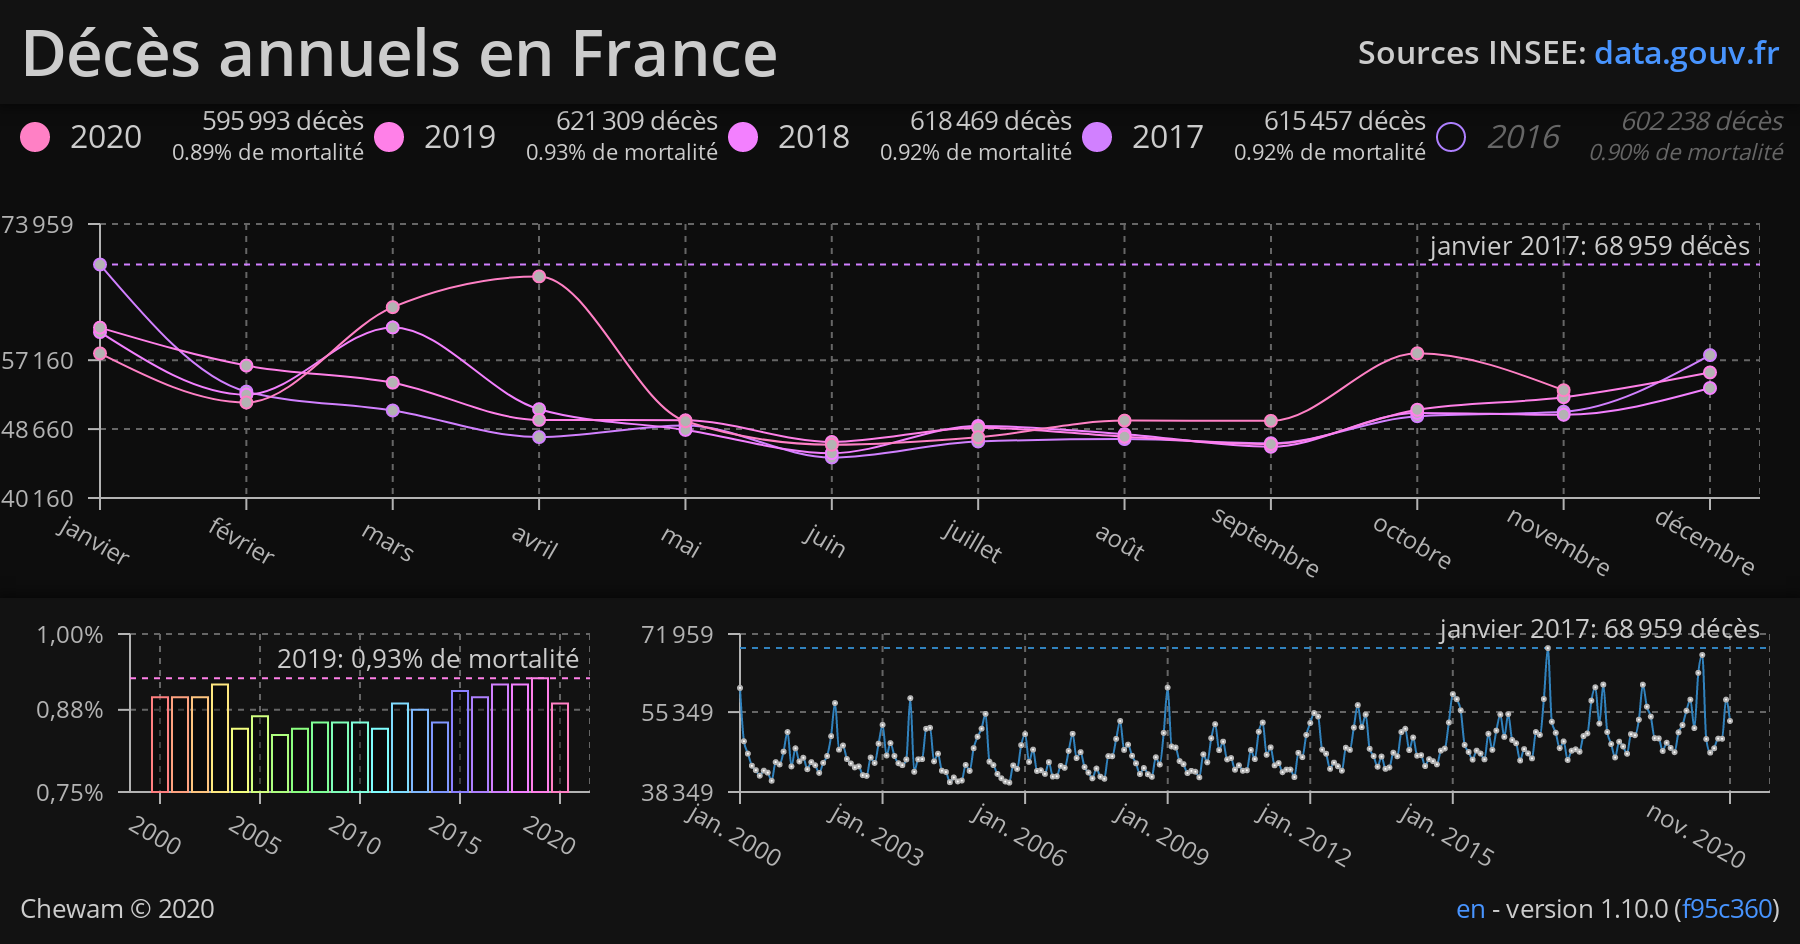 Décès annuels en France
Sources INSEE: data.gouv.fr
2020
595 993 décès
0.89% de mortalité
2019
621 309 décès
0.93% de mortalité
2018
618 469 décès
0.92% de mortalité
2017
615 457 décès
0.92% de mortalité
2016
602 238 décès
0.90% de mortalité
73 959
57 160
48 660
40 160
janvier 2017: 68 959 décès
janvier
février
mars
avril
mai
juin
juillet
août
septembre
octobre
novembre
décembre
1,00%
0,88%
0,75%
2019: 0,93% de mortalité
2000
2005
2010
2015
2020
71 959
55 349
38 349
janvier 2017: 68 959 décès
jan. 2000
jan. 2003
jan. 2006
jan. 2009
jan. 2012
jan. 2015
nov. 2020
Chewam © 2020
en - version 1.10.0 (f95c360)